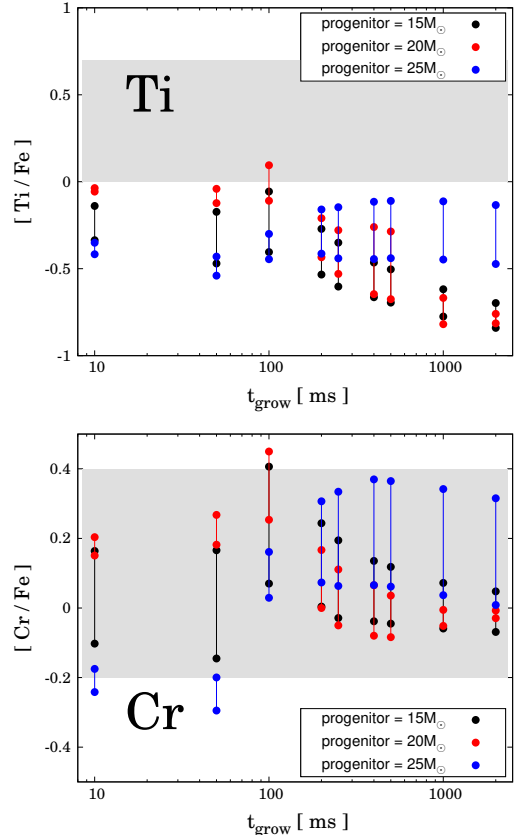 progenitor = 15M☉
progenitor = 20M☉
progenitor = 25M☉
Ti
1
0.5
0
-0.5
-1
[ Ti / Fe ]
10
100
1000
t_grow [ ms ]
0.4
0.2
0
-0.2
-0.4
[ Cr / Fe ]
Cr
progenitor = 15M☉
progenitor = 20M☉
progenitor = 25M☉
10
100
1000
t_grow [ ms ]